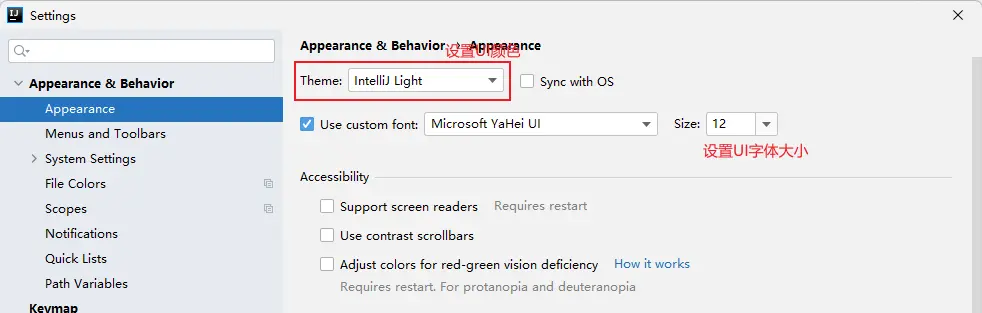 IJ
Settings
Appearance & Behavior › Appearance
设置UI颜色
Appearance & Behavior
Appearance
Menus and Toolbars
System Settings
File Colors
Scopes
Notifications
Quick Lists
Path Variables
Keymap
Theme: IntelliJ Light Sync with OS
Use custom font: Microsoft YaHei UI Size: 12
设置UI字体大小
Accessibility
Support screen readers Requires restart
Use contrast scrollbars
Adjust colors for red-green vision deficiency How it works
Requires restart. For protanopia and deuteranopia